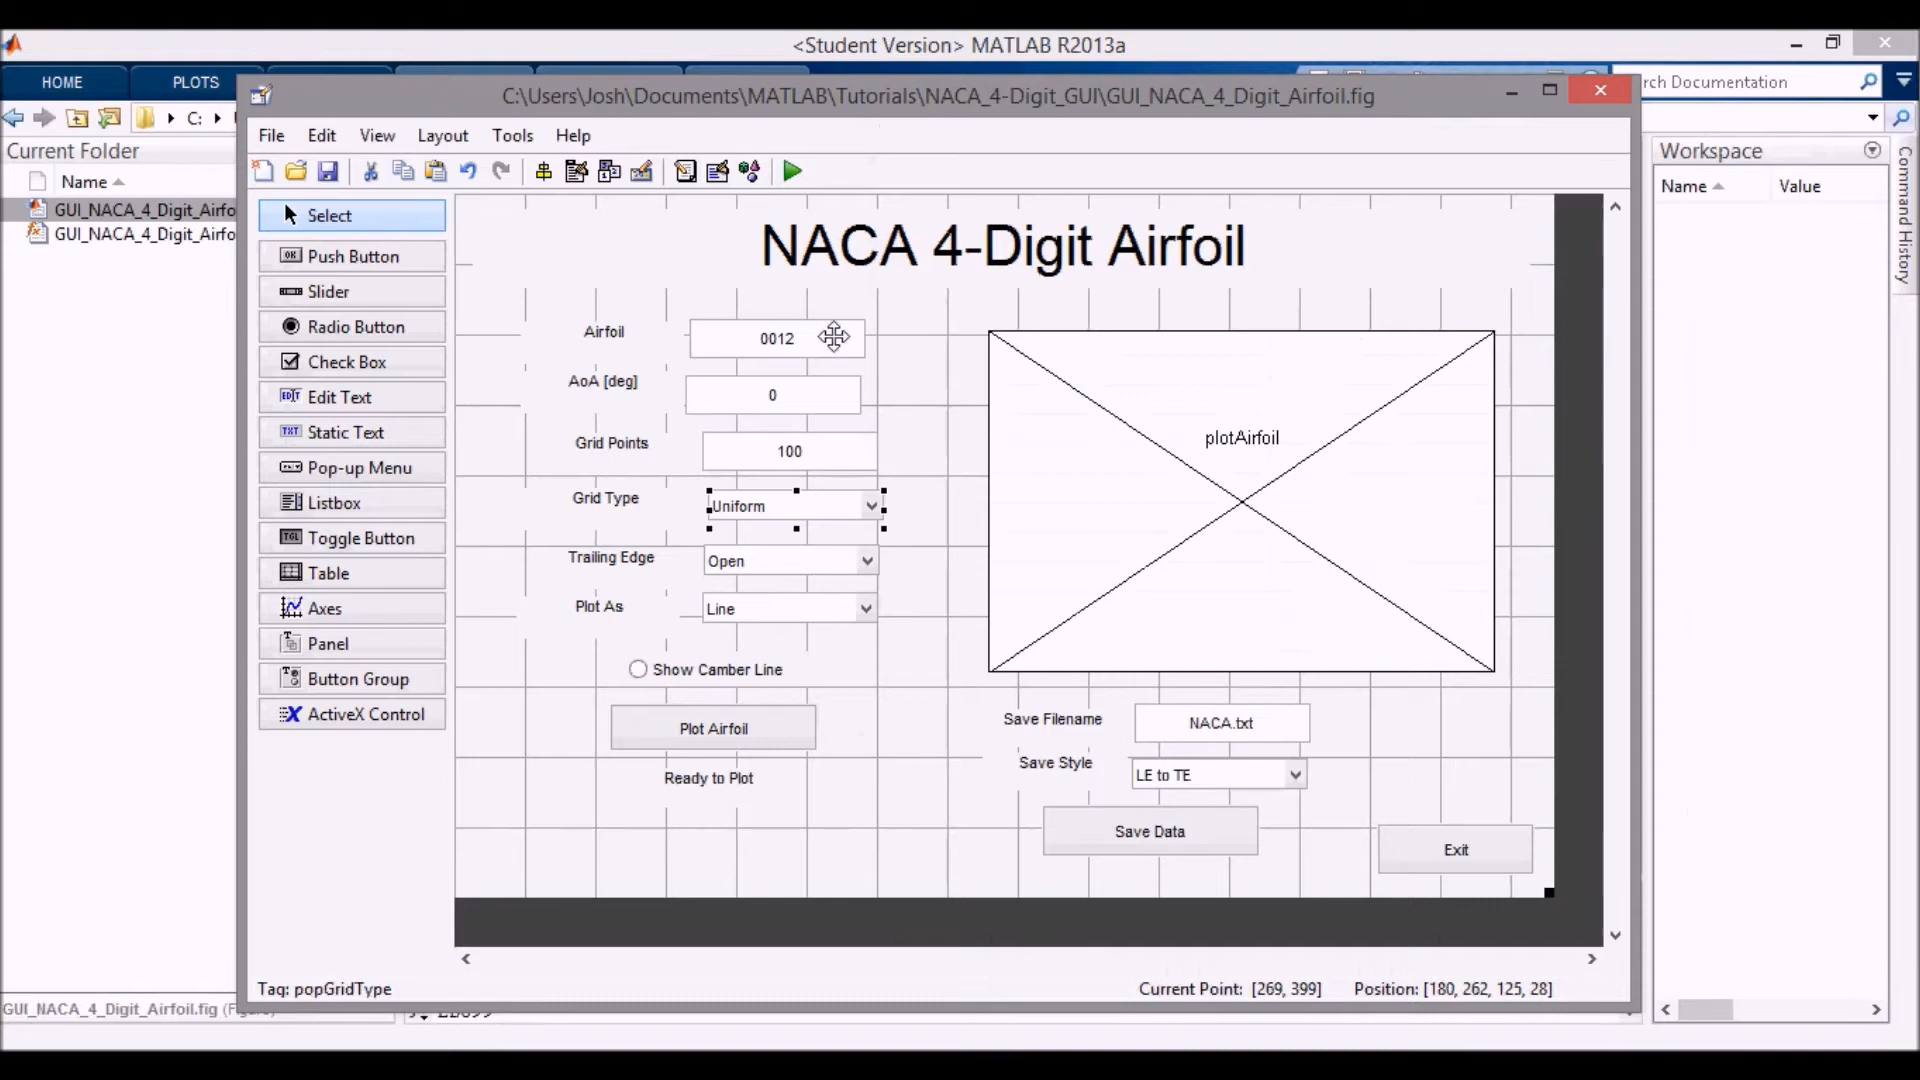 <Student Version> MATLAB R2013a
HOME
PLOTS
rch Documentation
C:\Users\Josh\Documents\MATLAB\Tutorials\NACA_4-Digit_GUI\GUI_NACA_4_Digit_Airfoil.fig
C:
File Edit View Layout Tools Help
Current Folder
Name
GUI_NACA_4_Digit_Airfo
GUI_NACA_4_Digit_Airfo
Select
OK Push Button
Slider
Radio Button
Check Box
EDIT Edit Text
TXT Static Text
Pop-up Menu
Listbox
TGL Toggle Button
Table
Axes
Panel
Button Group
ActiveX Control
NACA 4-Digit Airfoil
Airfoil 0012
AoA [deg] 0
Grid Points 100
Grid Type Uniform
Trailing Edge Open
Plot As Line
Show Camber Line
Plot Airfoil
Ready to Plot
plotAirfoil
Save Filename NACA.txt
Save Style LE to TE
Save Data
Exit
Tag: popGridType
Current Point: [269, 399] Position: [180, 262, 125, 28]
GUI_NACA_4_Digit_Airfoil.fig
Workspace
Name Value
Command History